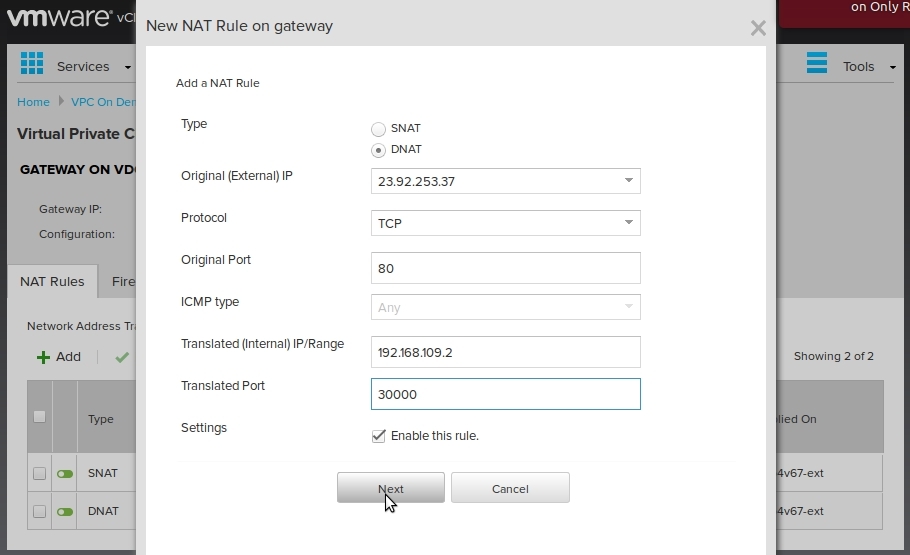 vmware vCl
on Only R
New NAT Rule on gateway
Services
Tools
Add a NAT Rule
Home VPC On Den
Type
SNAT
Virtual Private C
DNAT
GATEWAY ON VD
Original (External) IP
23.92.253.37
Gateway IP:
Protocol
TCP
Configuration:
Original Port
80
NAT Rules
Fire
ICMP type
Any
Network Address Tra
Translated (Internal) IP/Range
192.168.109.2
Add
Showing 2 of 2
Translated Port
30000
Type
lied On
Settings
Enable this rule.
SNAT
4v67-ext
Next
Cancel
DNAT
4v67-ext